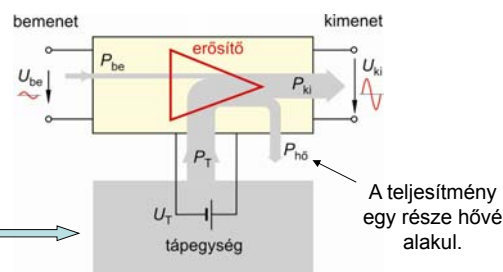 bemenet
kimenet
erősítő
P_be
U_be
P_ki
U_ki
P_T
P_hő
U_T
tápegység
A teljesítmény
egy része hővé
alakul.